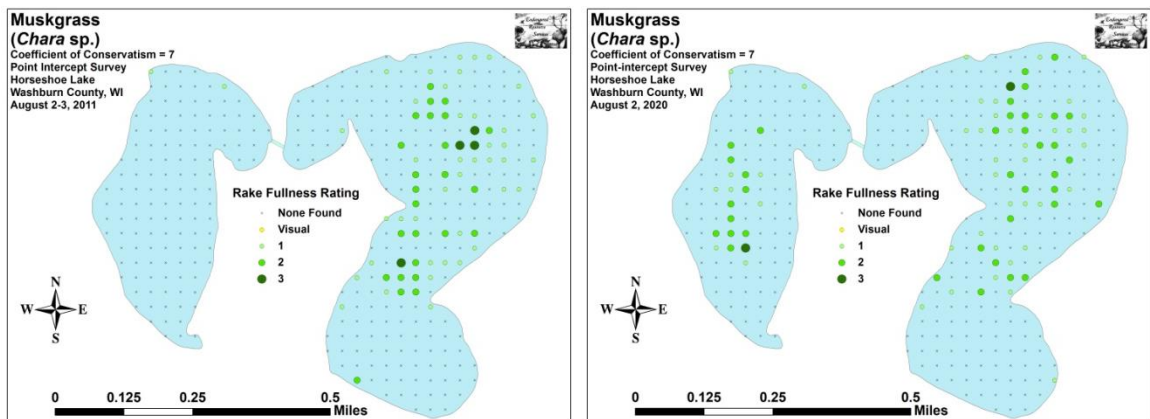 Muskgrass
(Chara sp.)
Coefficient of Conservatism = 7
Point Intercept Survey
Horseshoe Lake
Washburn County, WI
August 2-3, 2011
Rake Fullness Rating
None Found
Visual
1
2
3
N
W E
S
0 0.125 0.25 0.5
Miles
Muskgrass
(Chara sp.)
Coefficient of Conservatism = 7
Point-intercept Survey
Horseshoe Lake
Washburn County, WI
August 2, 2020
Rake Fullness Rating
None Found
Visual
1
2
3
N
W E
S
0 0.125 0.25 0.5
Miles